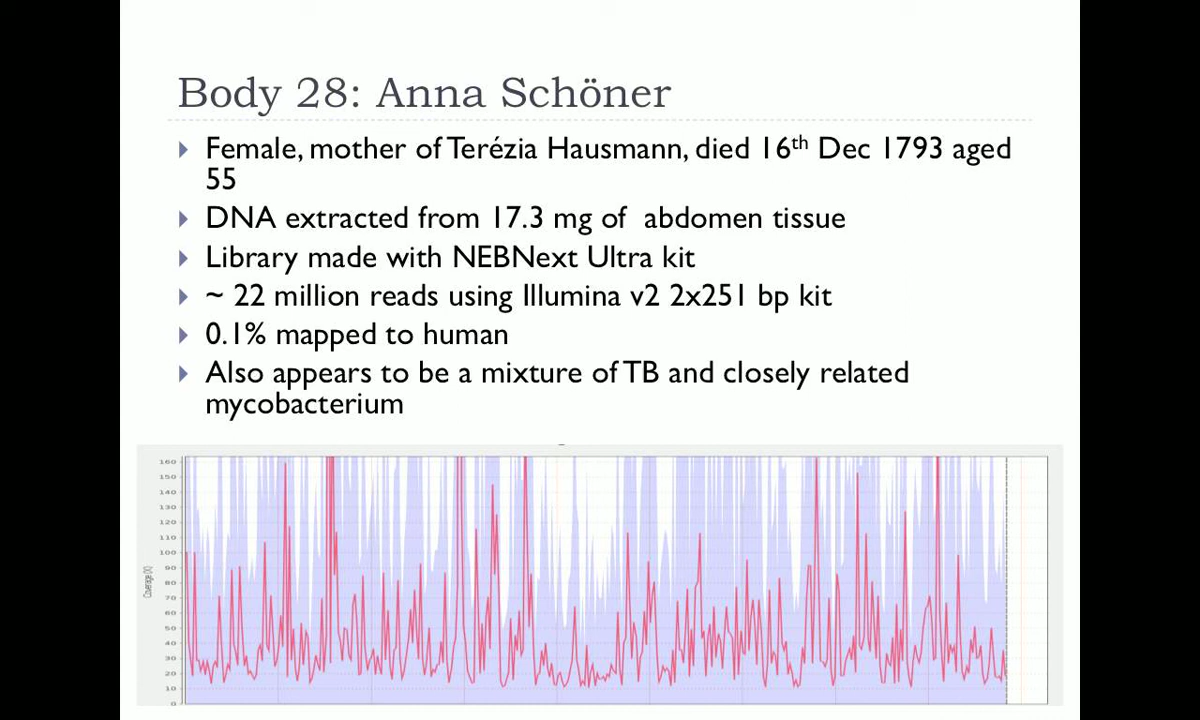 Body 28: Anna Schöner
Female, mother of Terézia Hausmann, died 16th Dec 1793 aged
55
DNA extracted from 17.3 mg of abdomen tissue
Library made with NEBNext Ultra kit
~ 22 million reads using Illumina v2 2x251 bp kit
0.1% mapped to human
Also appears to be a mixture of TB and closely related
mycobacterium
160
150
140
130
120
110
100
90
80
70
60
50
40
30
20
10
0
Coverage (X)